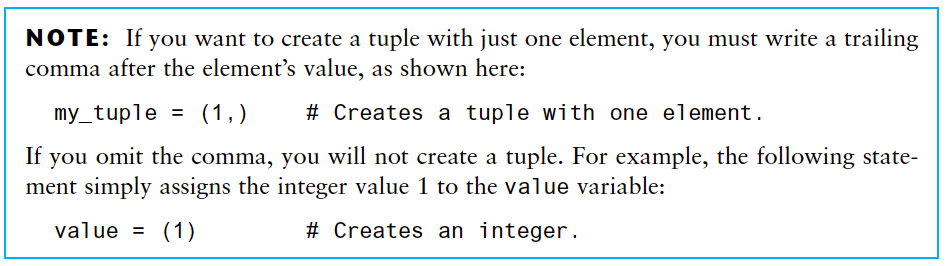 NOTE: If you want to create a tuple with just one element, you must write a trailing
comma after the element’s value, as shown here:
my_tuple = (1,) # Creates a tuple with one element.
If you omit the comma, you will not create a tuple. For example, the following state-
ment simply assigns the integer value 1 to the value variable:
value = (1) # Creates an integer.